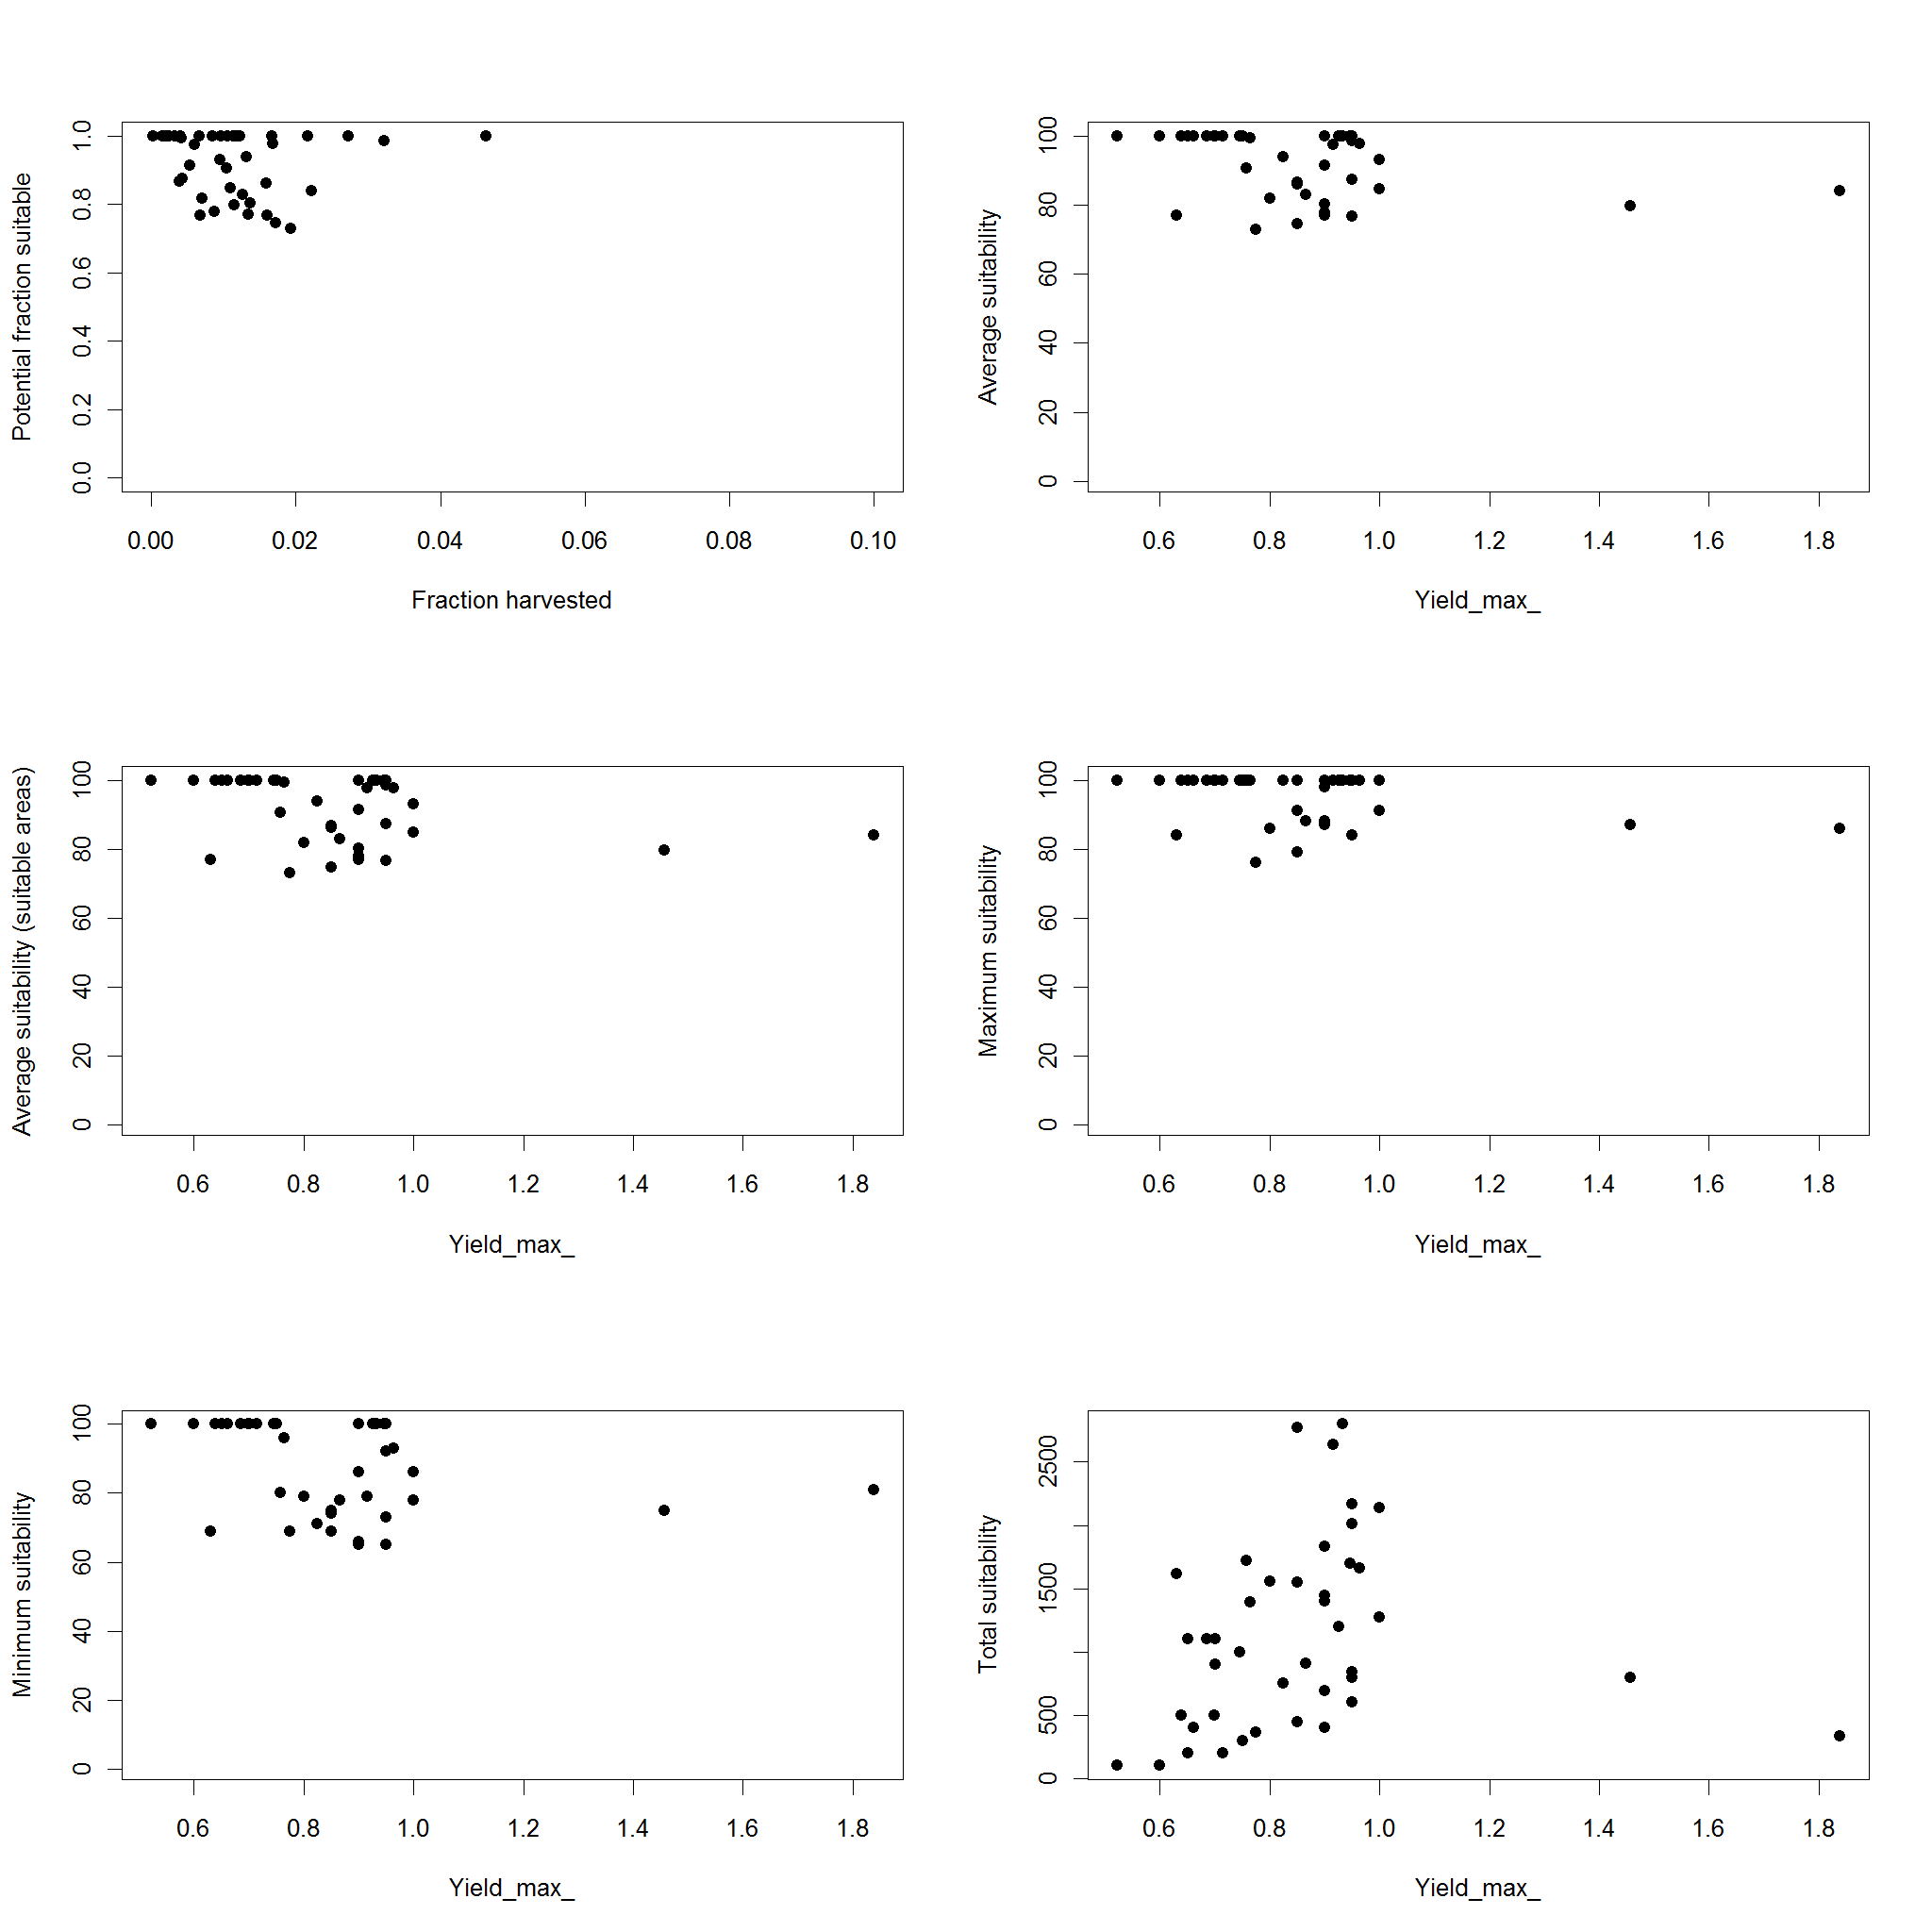 Potential fraction suitable
0.0 0.2 0.4 0.6 0.8 1.0
0.00 0.02 0.04 0.06 0.08 0.10
Fraction harvested
Average suitability
0 20 40 60 80 100
0.6 0.8 1.0 1.2 1.4 1.6 1.8
Yield_max_
Average suitability (suitable areas)
0 20 40 60 80 100
0.6 0.8 1.0 1.2 1.4 1.6 1.8
Yield_max_
Maximum suitability
0 20 40 60 80 100
0.6 0.8 1.0 1.2 1.4 1.6 1.8
Yield_max_
Minimum suitability
0 20 40 60 80 100
0.6 0.8 1.0 1.2 1.4 1.6 1.8
Yield_max_
Total suitability
0 500 1500 2500
0.6 0.8 1.0 1.2 1.4 1.6 1.8
Yield_max_